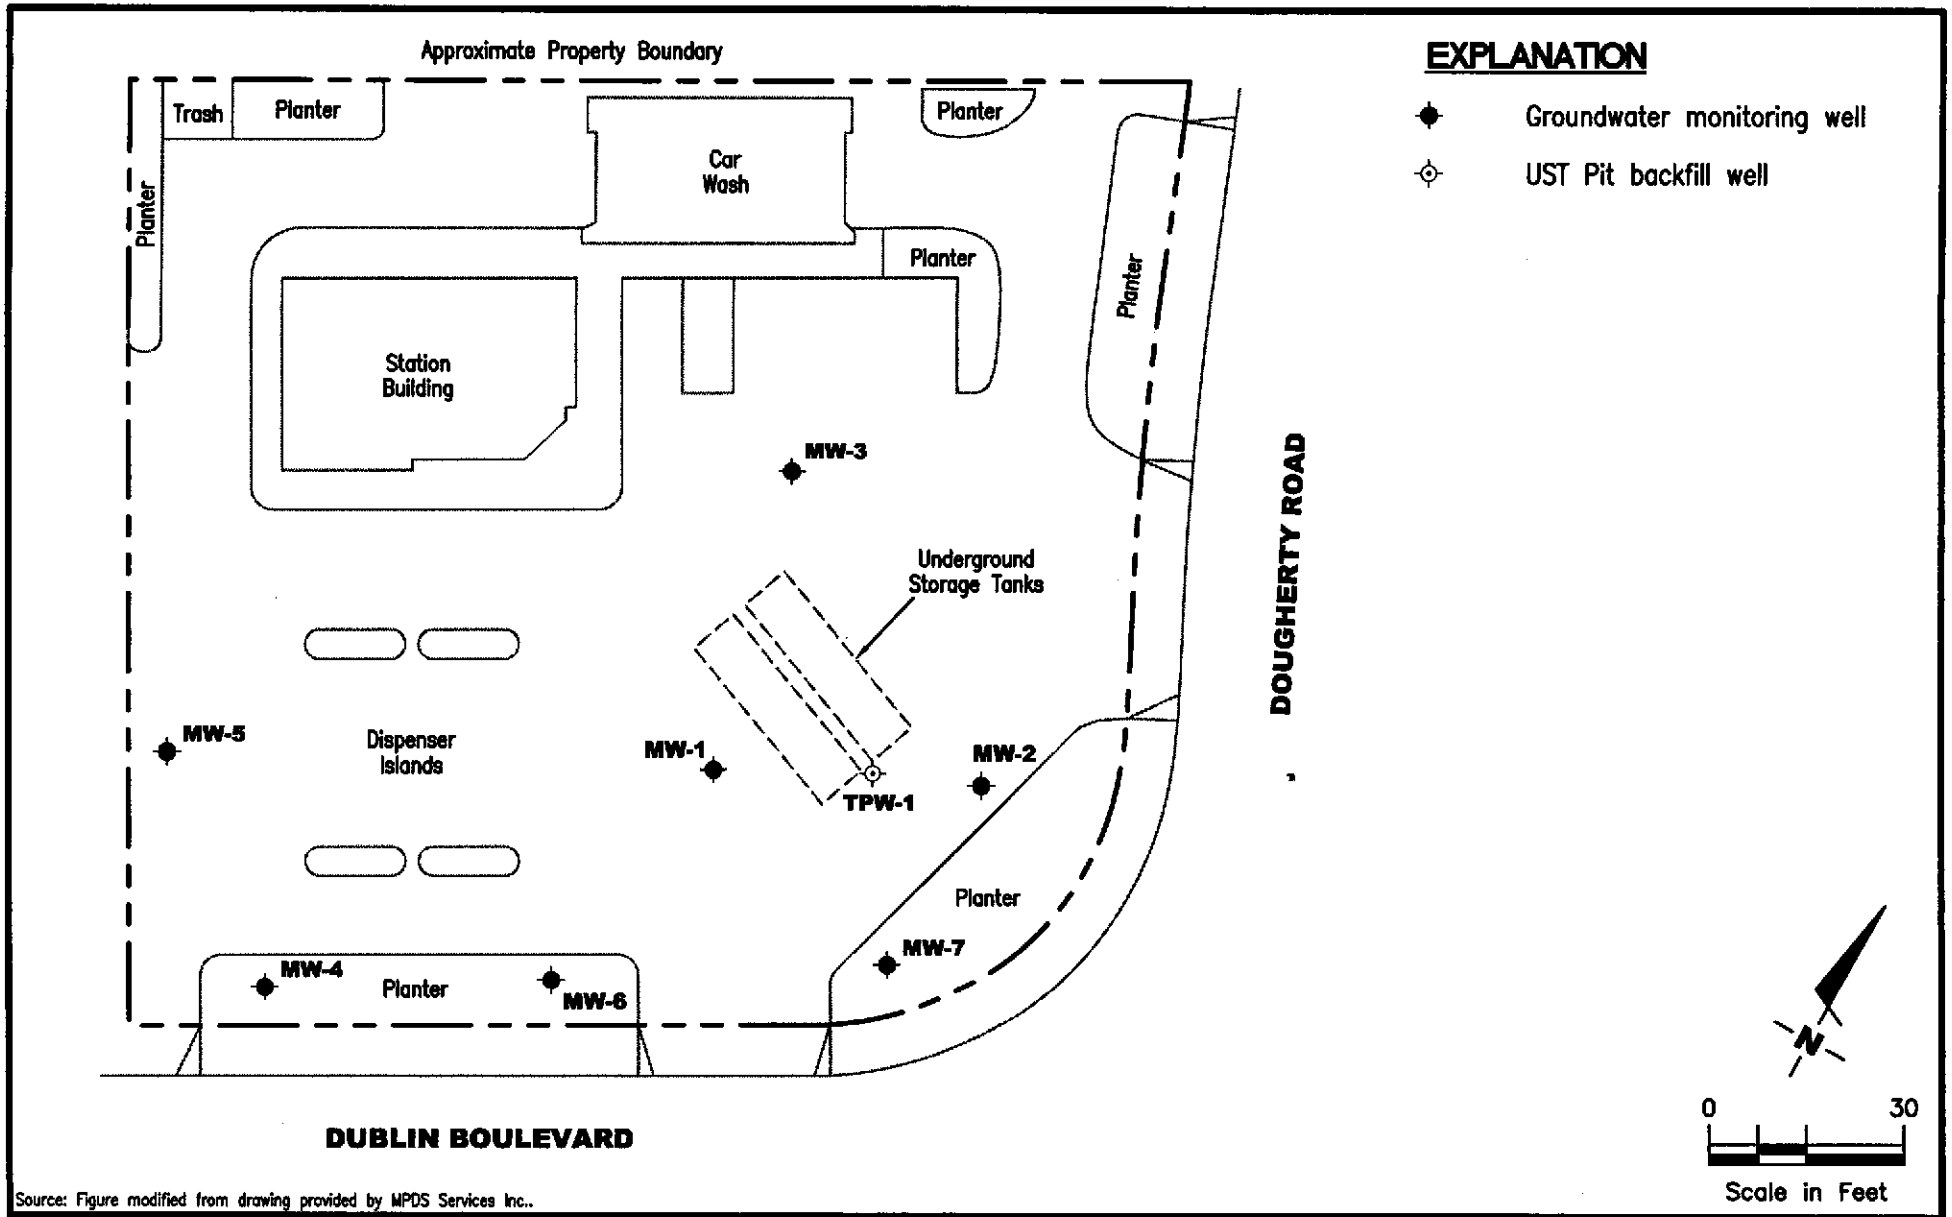 Approximate Property Boundary
EXPLANATION
Groundwater monitoring well
UST Pit backfill well
Trash
Planter
Planter
Planter
Car
Wash
Planter
Planter
Station
Building
MW-3
Underground
Storage Tanks
DOUGHERTY ROAD
MW-5
Dispenser
Islands
MW-1
MW-2
TPW-1
Planter
MW-7
MW-4
Planter
MW-6
N
0 30
Scale in Feet
DUBLIN BOULEVARD
Source: Figure modified from drawing provided by MPDS Services Inc..